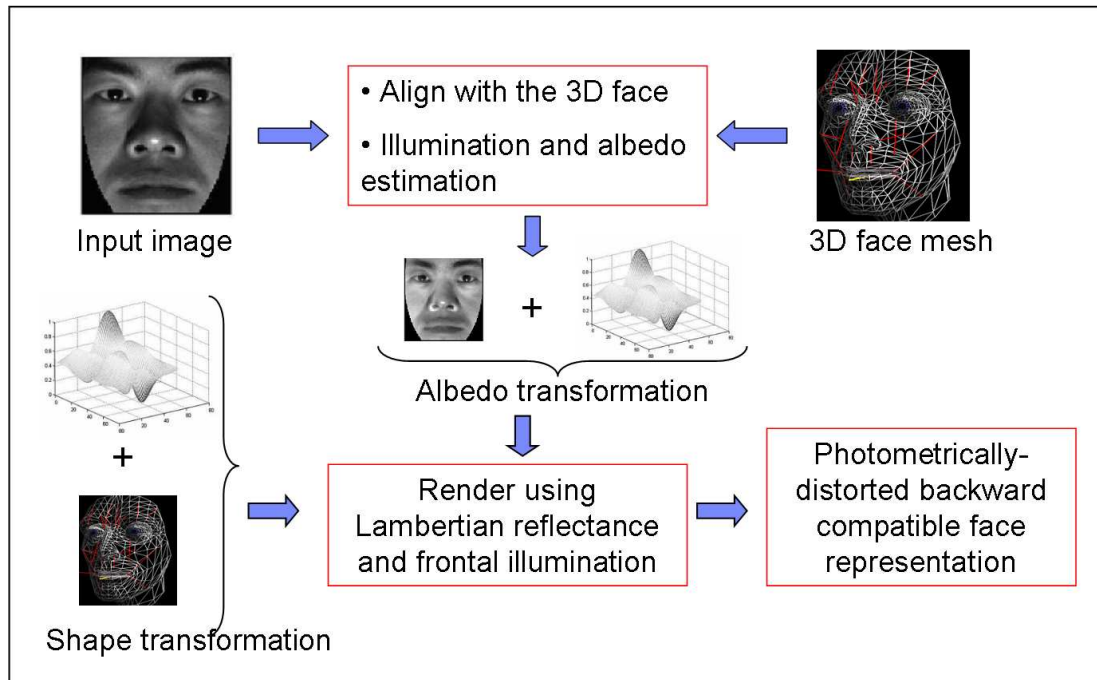 • Align with the 3D face
• Illumination and albedo
estimation
Input image
3D face mesh
+
Albedo transformation
+
Shape transformation
Render using
Lambertian reflectance
and frontal illumination
Photometrically-
distorted backward
compatible face
representation